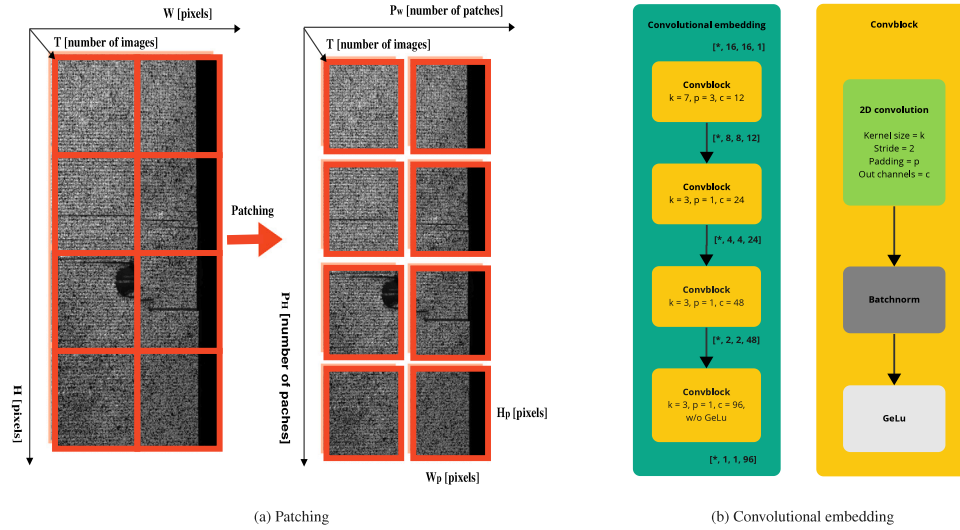 W [pixels]
T [number of images]
H [pixels]
Patching
Pw [number of patches]
T [number of images]
PH [number of paches]
Hp [pixels]
Wp [pixels]
(a) Patching
Convolutional embedding
[*, 16, 16, 1]
Convblock
k = 7, p = 3, c = 12
[*, 8, 8, 12]
Convblock
k = 3, p = 1, c = 24
[*, 4, 4, 24]
Convblock
k = 3, p = 1, c = 48
[*, 2, 2, 48]
Convblock
k = 3, p = 1, c = 96,
w/o GeLu
[*, 1, 1, 96]
Convblock
2D convolution
Kernel size = k
Stride = 2
Padding = p
Out channels = c
Batchnorm
GeLu
(b) Convolutional embedding